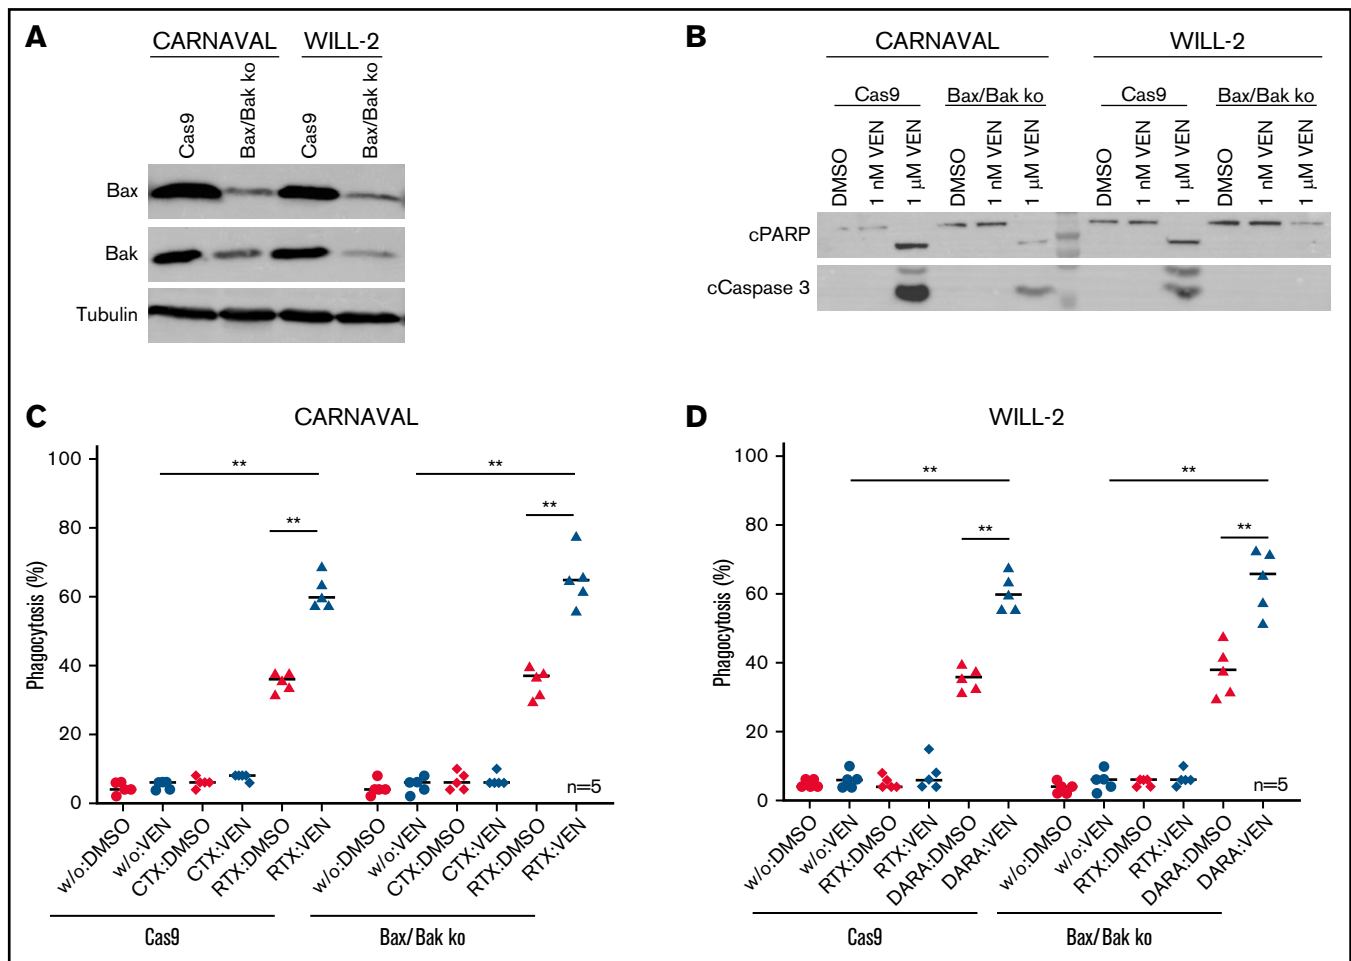 A
CARNAVAL WILL-2
Cas9 Bax/Bak ko Cas9 Bax/Bak ko
Bax
Bak
Tubulin
B
CARNAVAL WILL-2
Cas9 Bax/Bak ko Cas9 Bax/Bak ko
DMSO 1 nM VEN 1 µM VEN DMSO 1 nM VEN 1 µM VEN DMSO 1 nM VEN 1 µM VEN DMSO 1 nM VEN 1 µM VEN
cPARP
cCaspase 3
C
CARNAVAL
Phagocytosis (%)
100
80
60
40
20
0
** **
** **
n=5
w/o:DMSO w/o:VEN CTX:DMSO CTX:VEN RTX:DMSO RTX:VEN w/o:DMSO w/o:VEN CTX:DMSO CTX:VEN RTX:DMSO RTX:VEN
Cas9 Bax/Bak ko
D
WILL-2
Phagocytosis (%)
100
80
60
40
20
0
** **
** **
n=5
w/o:DMSO w/o:VEN RTX:DMSO RTX:VEN DARA:DMSO DARA:VEN w/o:DMSO w/o:VEN RTX:DMSO RTX:VEN DARA:DMSO DARA:VEN
Cas9 Bax/Bak ko